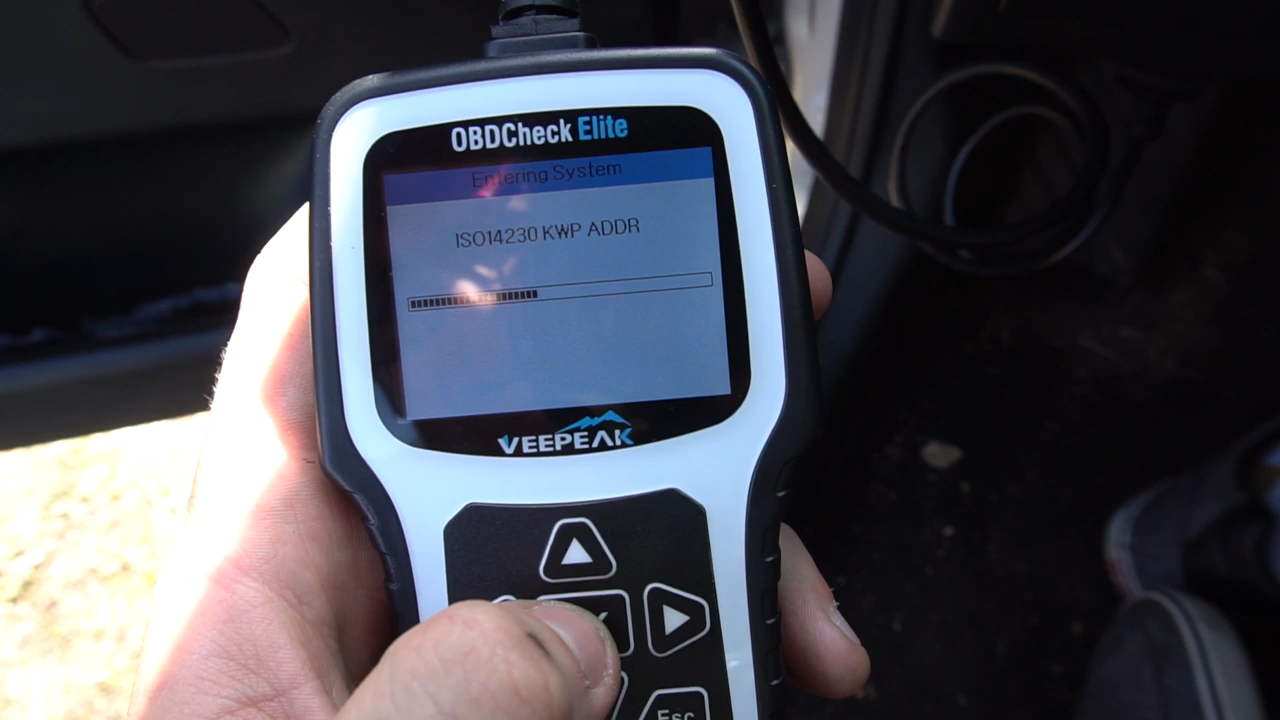 OBDCheck Elite
Entering System
ISO14230 KWP ADDR
VEEPEAK
Esc